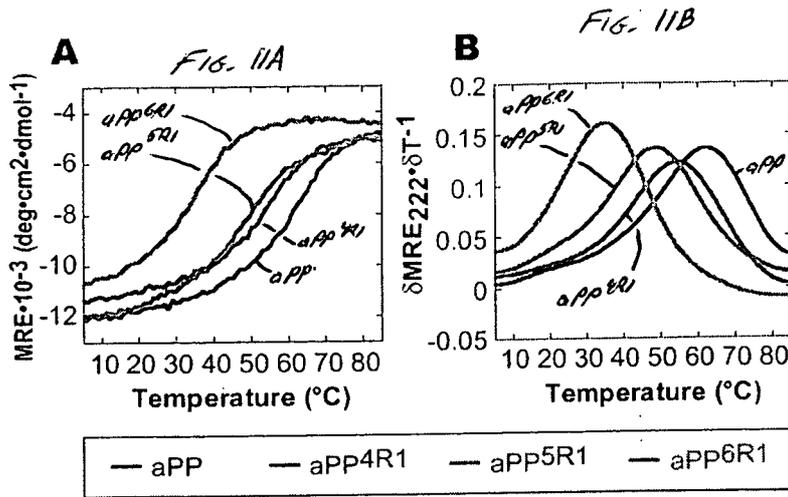 FIG. 11A
FIG. 11B
A
B
MRE•10-3 (deg•cm2•dmol-1)
-4
-6
-8
-10
-12
10 20 30 40 50 60 70 80
Temperature (°C)
aPP6R1
aPP5R1
aPP4R1
aPP.
δMRE222•δT-1
0.2
0.15
0.1
0.05
0
-0.05
10 20 30 40 50 60 70 80
Temperature (°C)
aPP6R1
aPP5R1
aPP
aPP4R1
aPP aPP4R1 aPP5R1 aPP6R1